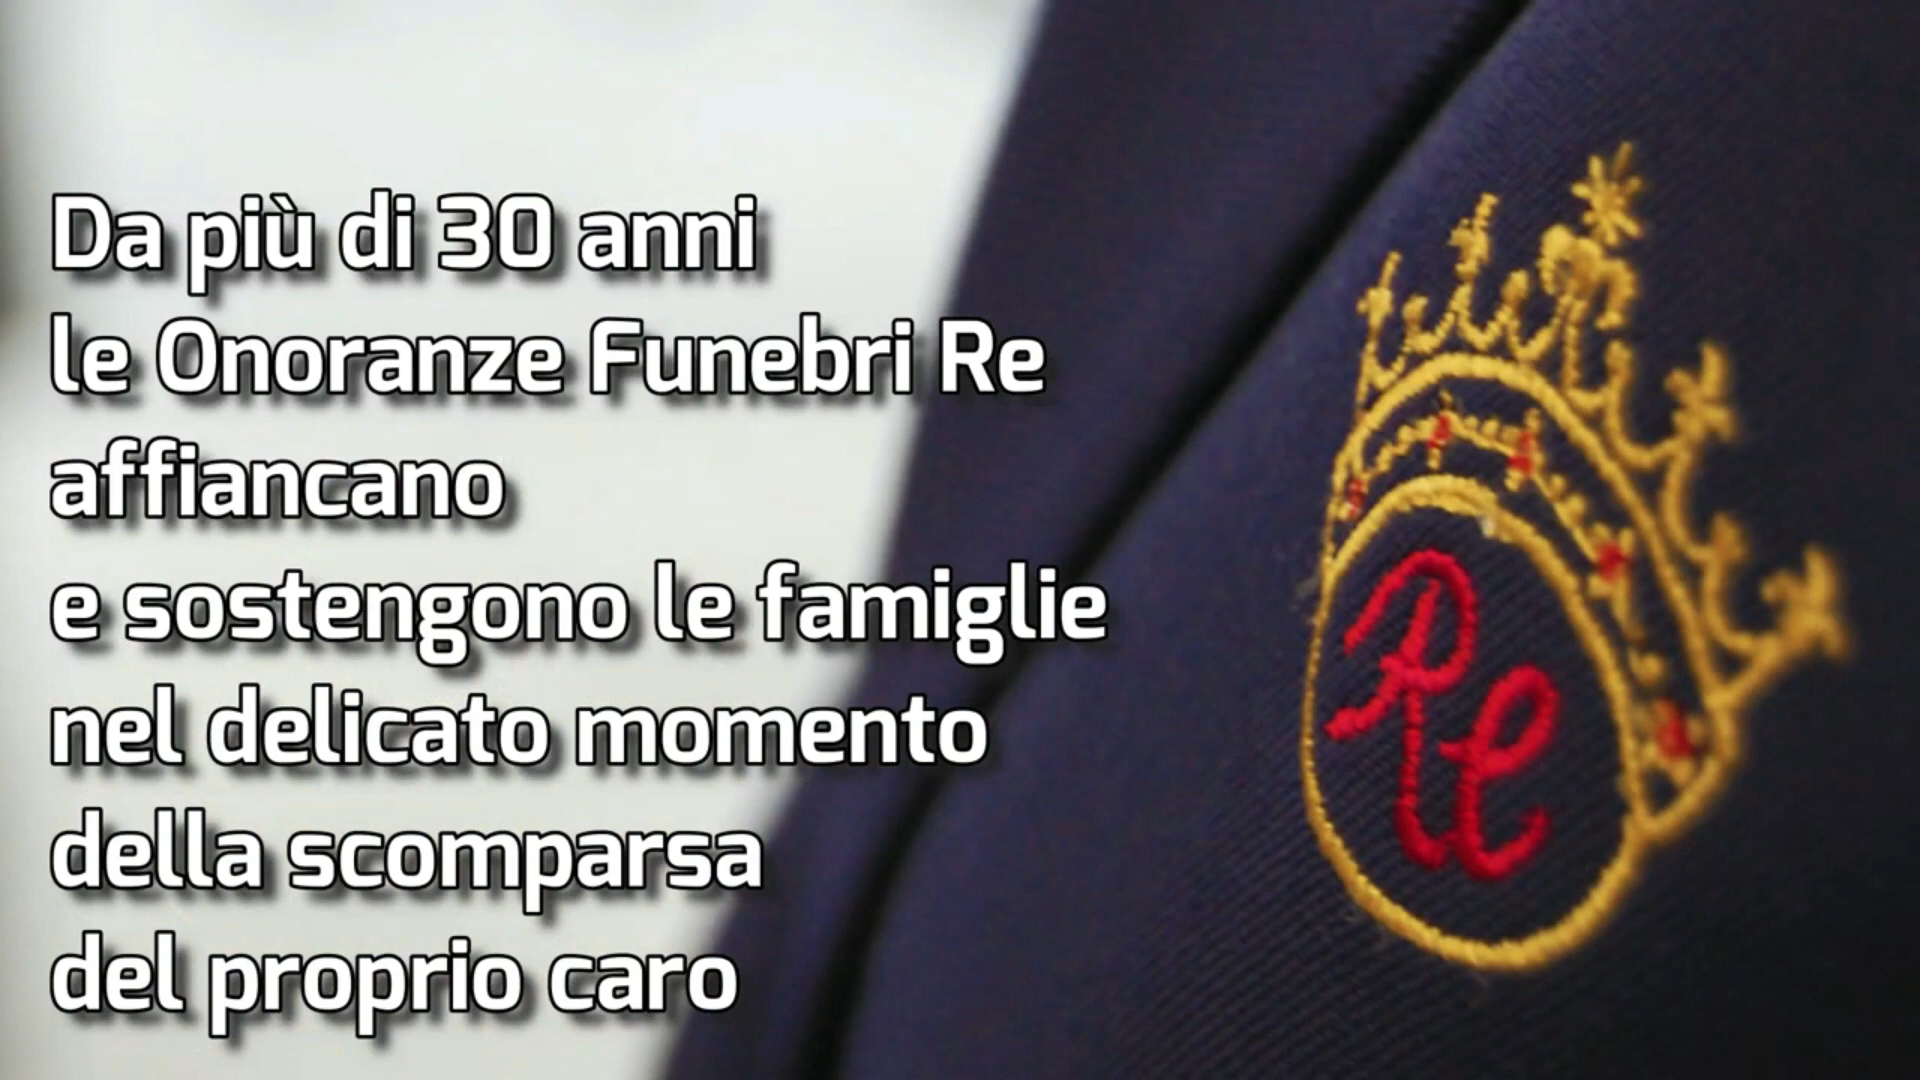 Da più di 30 anni
le Onoranze Funebri Re
affiancano
e sostengono le famiglie
nel delicato momento
della scomparsa
del proprio caro
Re